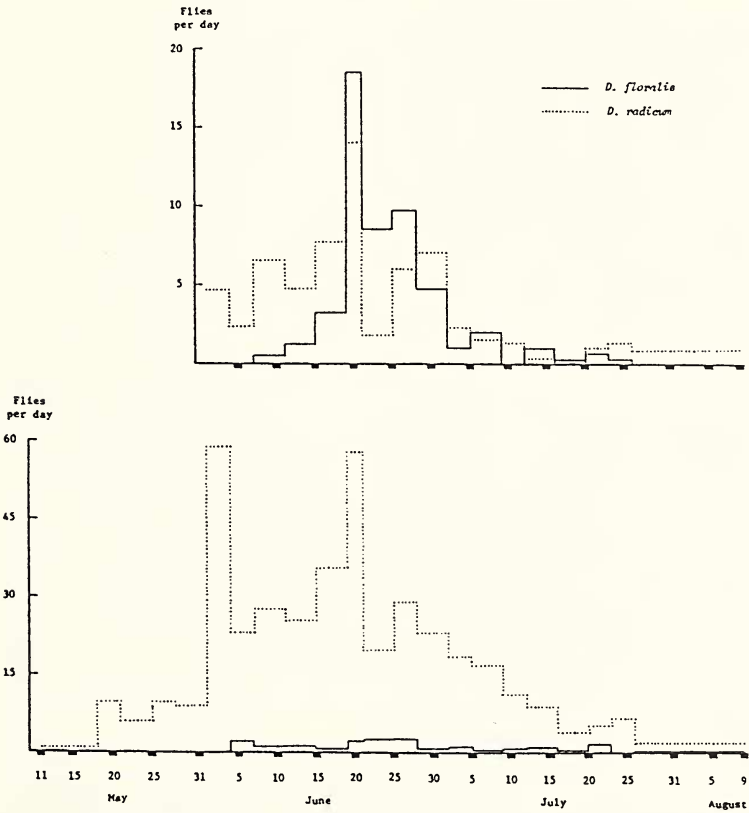 Flies
per day
20
D. floralis
D. radicum
15
10
5
Flies
per day
60
45
30
15
11 15 20 25 31 5 10 15 20 25 30 5 10 15 20 25 31 5 9
May June July August